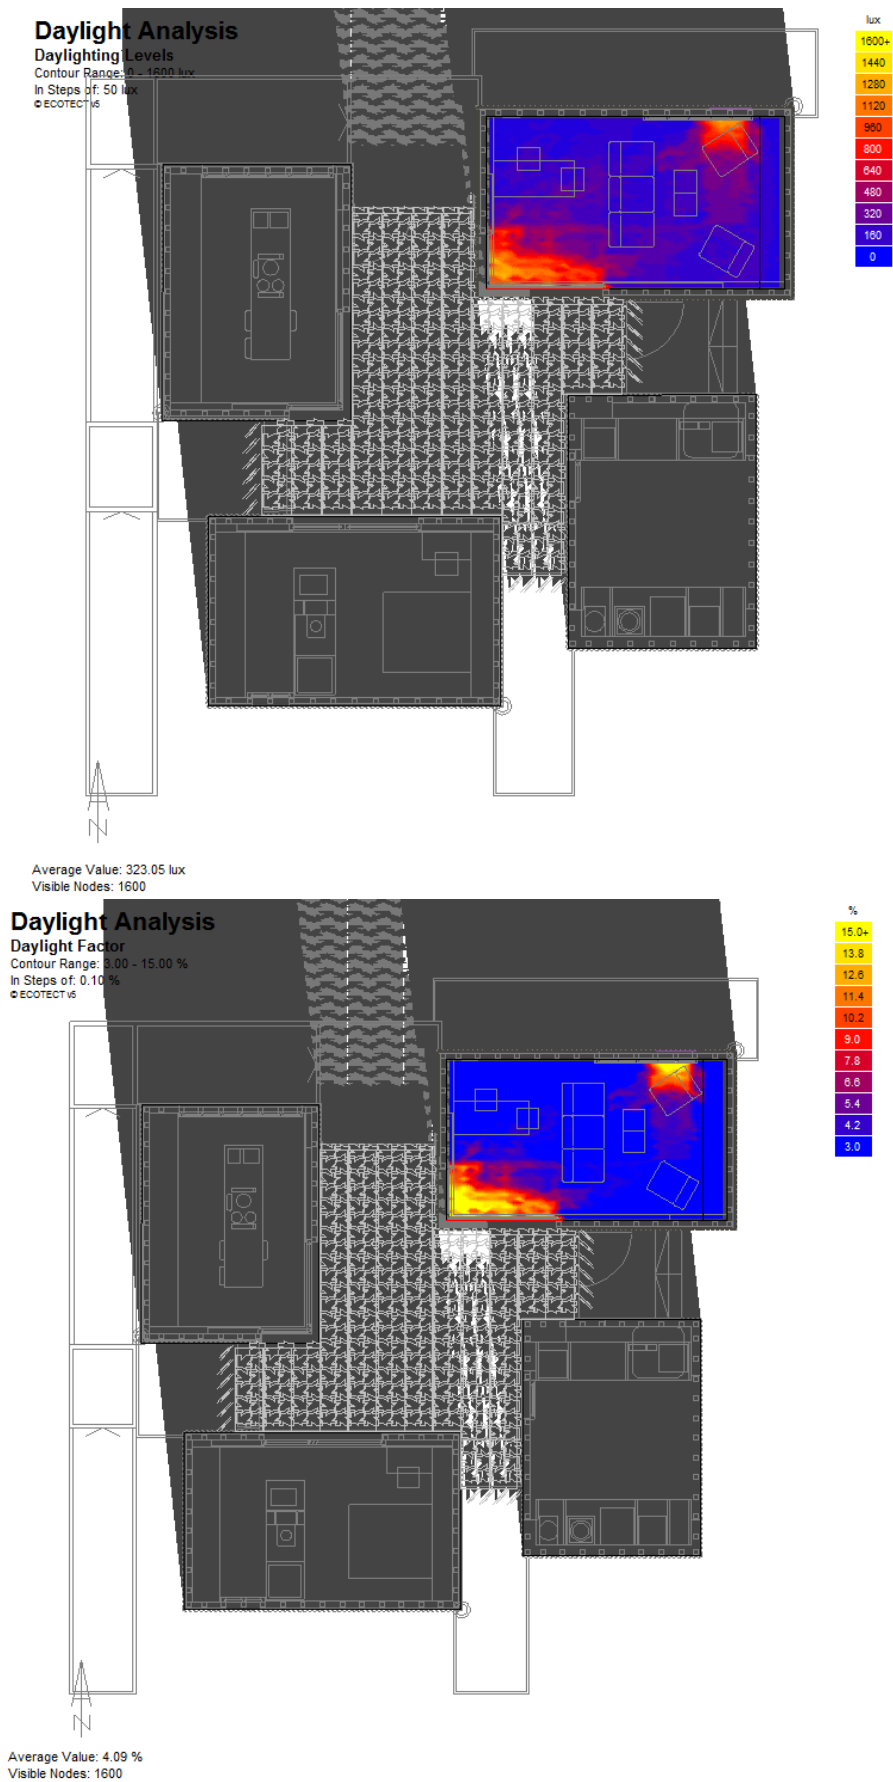 Daylight Analysis
Daylighting Levels
Contour Range: 0 - 1600 lux
In Steps of: 50 lux
© ECOTECT v5
lux
1600+
1440
1280
1120
960
800
640
480
320
160
0
N
Average Value: 323.05 lux
Visible Nodes: 1600
Daylight Analysis
Daylight Factor
Contour Range: 3.00 - 15.00 %
In Steps of: 0.10 %
© ECOTECT v5
%
15.0+
13.8
12.6
11.4
10.2
9.0
7.8
6.6
5.4
4.2
3.0
N
Average Value: 4.09 %
Visible Nodes: 1600